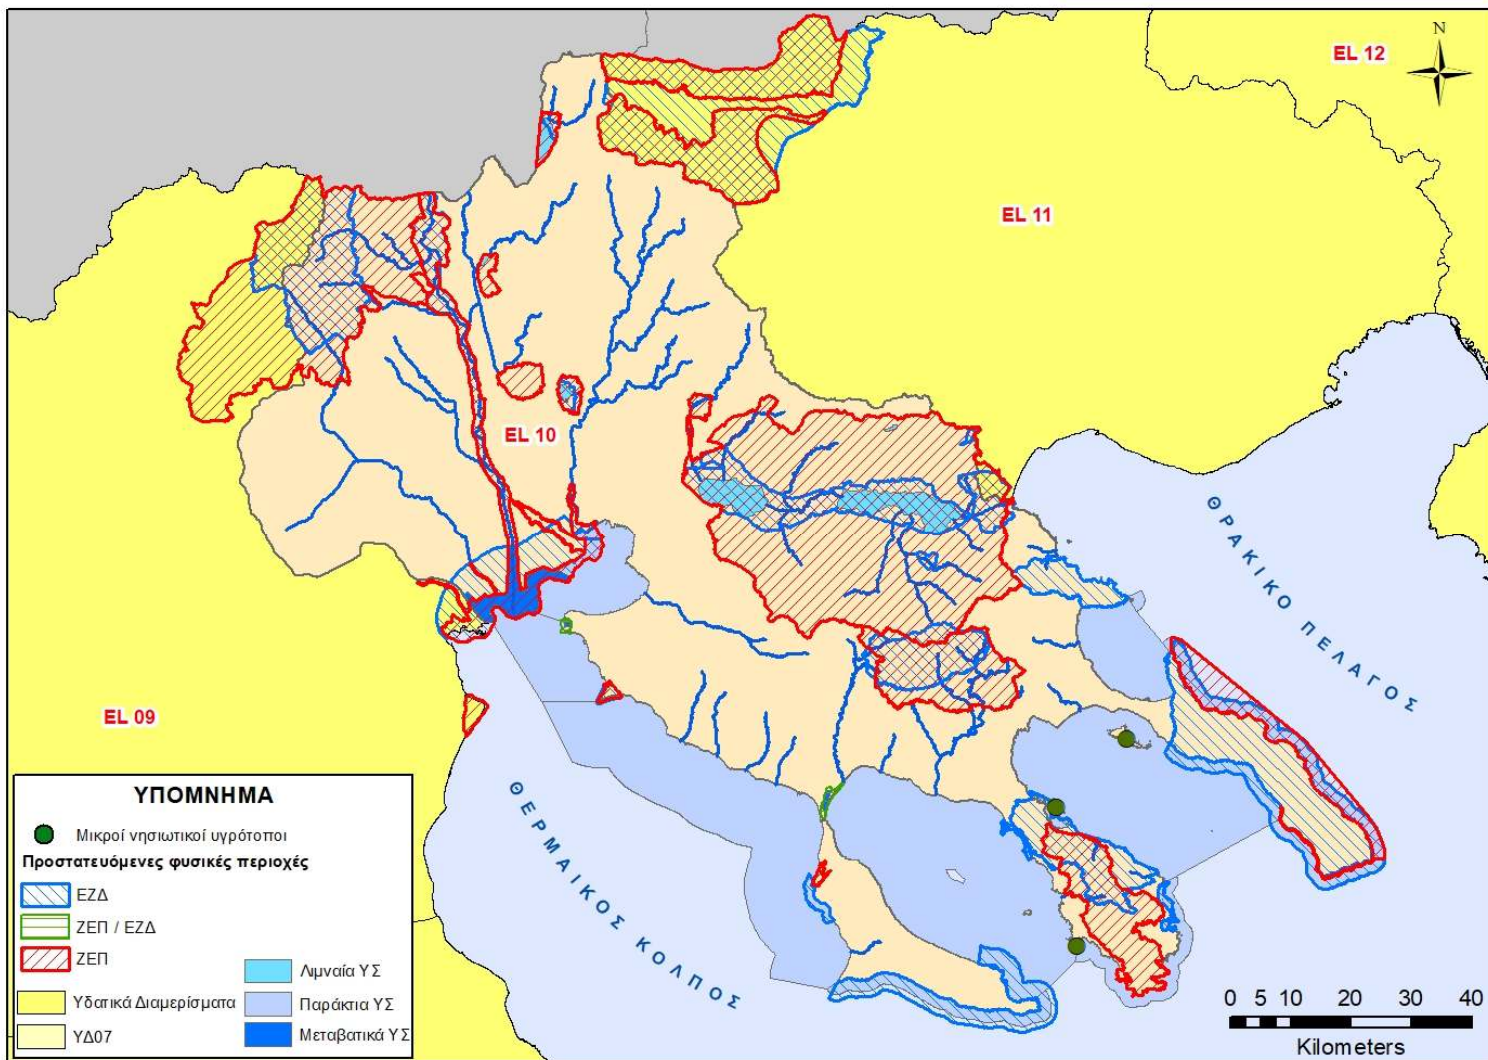 N
EL 12
EL 11
EL 10
EL 09
ΘΡΑΚΙΚΟ ΠΕΛΑΓΟΣ
ΘΕΡΜΑΙΚΟΣ ΚΟΛΠΟΣ
ΥΠΟΜΝΗΜΑ
Μικροί νησιωτικοί υγρότοποι
Προστατευόμενες φυσικές περιοχές
ΕΖΔ
ΖΕΠ / ΕΖΔ
ΖΕΠ
Υδατικά Διαμερίσματα
ΥΔ07
Λιμναία ΥΣ
Παράκτια ΥΣ
Μεταβατικά ΥΣ
0 5 10 20 30 40
Kilometers